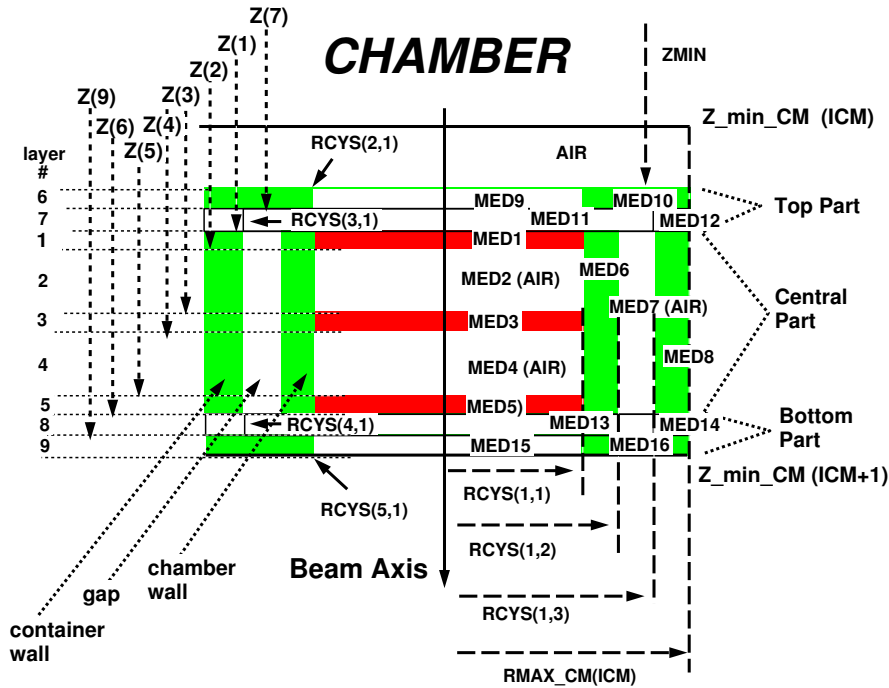 Z(7)
CHAMBER
Z(1)
ZMIN
Z(2)
Z(3)
Z(9)
Z(4)
Z(6)
Z(5)
Z_min_CM (ICM)
RCYS(2,1)
AIR
layer
#
6
MED9
MED10
Top Part
7
RCYS(3,1)
MED11
MED12
1
MED1
MED6
2
MED2 (AIR)
MED7 (AIR)
Central
Part
3
MED3
MED8
4
MED4 (AIR)
5
MED5)
8
RCYS(4,1)
MED13
MED14
Bottom
Part
9
MED15
MED16
Z_min_CM (ICM+1)
RCYS(1,1)
RCYS(5,1)
RCYS(1,2)
chamber
wall
Beam Axis
gap
RCYS(1,3)
container
wall
RMAX_CM(ICM)